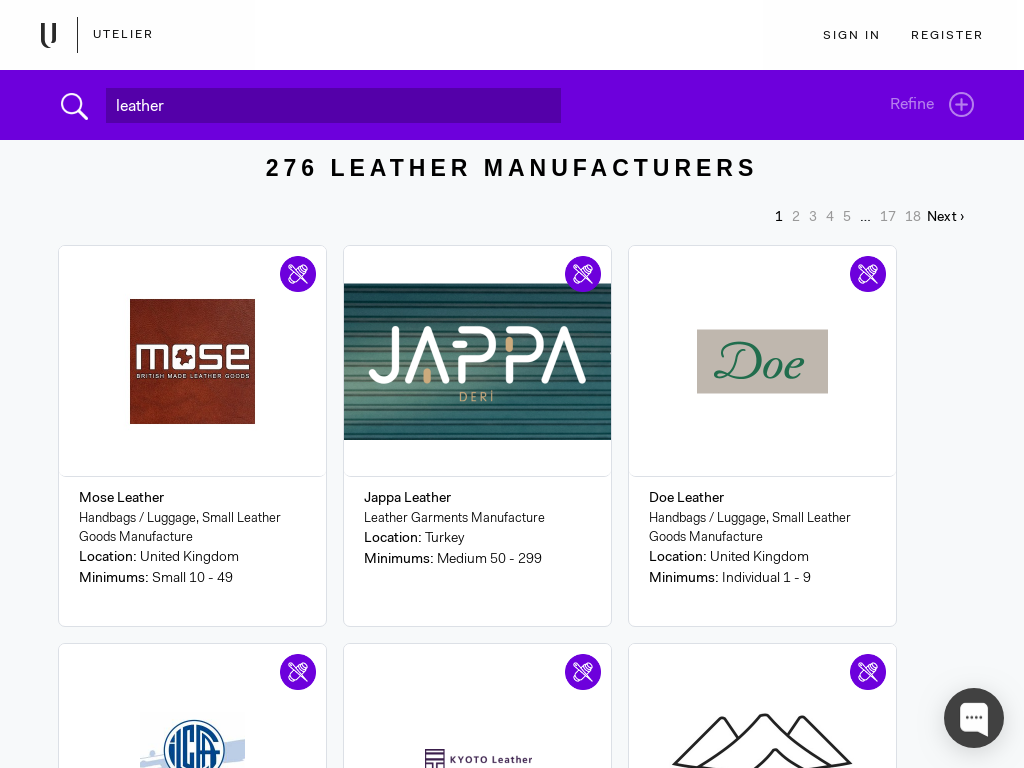 UTELIER
SIGN IN
REGISTER
leather
Refine
276 LEATHER MANUFACTURERS
1 2 3 4 5 ... 17 18 Next ›
mose
BRITISH MADE LEATHER GOODS
JAPPA
DERİ
Doe
Mose Leather
Handbags / Luggage, Small Leather
Goods Manufacture
Location: United Kingdom
Minimums: Small 10 - 49
Jappa Leather
Leather Garments Manufacture
Location: Turkey
Minimums: Medium 50 - 299
Doe Leather
Handbags / Luggage, Small Leather
Goods Manufacture
Location: United Kingdom
Minimums: Individual 1 - 9
KYOTO Leather